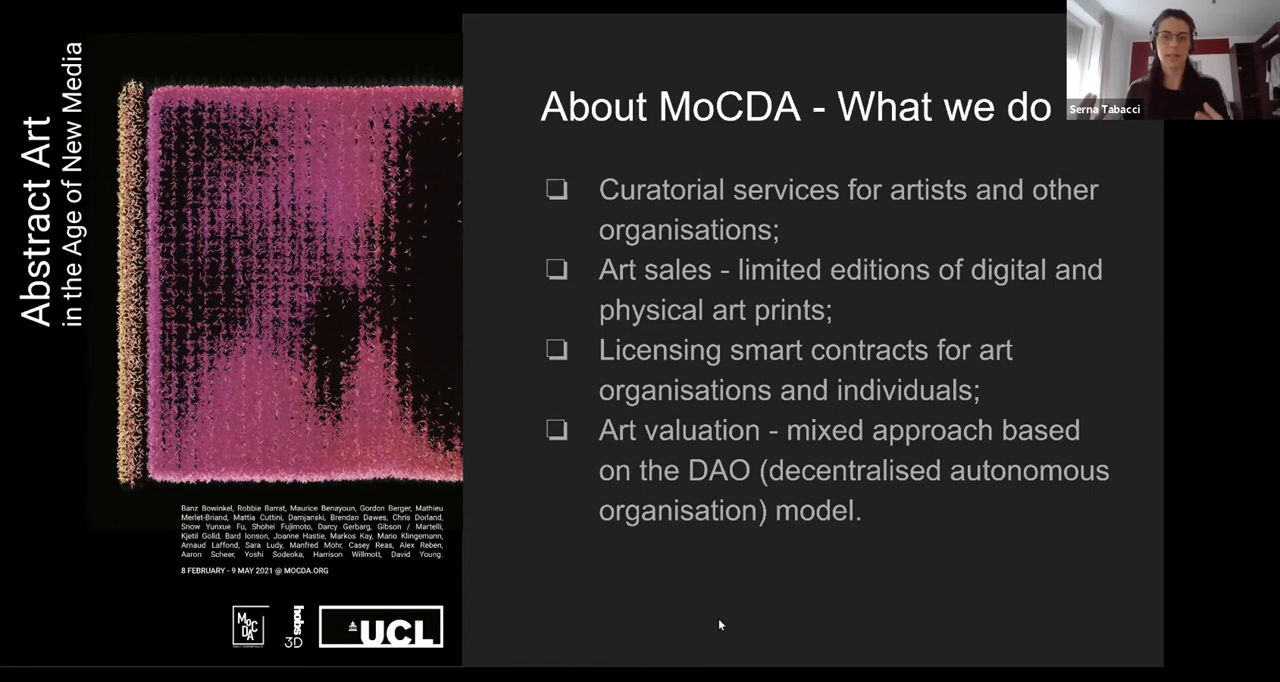 Abstract Art
in the Age of New Media
Banz Bowinkel, Robbie Barrat, Maurice Benayoun, Gordon Berger, Mathieu
Merlet-Briand, Mattia Cuttini, Damjanski, Brendan Dawes, Chris Dorland,
Snow Yunxue Fu, Shohei Fujimoto, Darcy Gerbarg, Gibson / Martelli,
Kjetil Golid, Bard Ionson, Joanne Hastie, Markos Kay, Mario Klingemann,
Arnaud Laffond, Sara Ludy, Manfred Mohr, Casey Reas, Alex Reben,
Aaron Scheer, Yoshi Sodeoka, Harrison Willmott, David Young.
8 FEBRUARY - 9 MAY 2021 @ MOCDA.ORG
MoCDA
hobs
3D
UCL
About MoCDA - What we do
❏ Curatorial services for artists and other
organisations;
❏ Art sales - limited editions of digital and
physical art prints;
❏ Licensing smart contracts for art
organisations and individuals;
❏ Art valuation - mixed approach based
on the DAO (decentralised autonomous
organisation) model.
Serna Tabacci